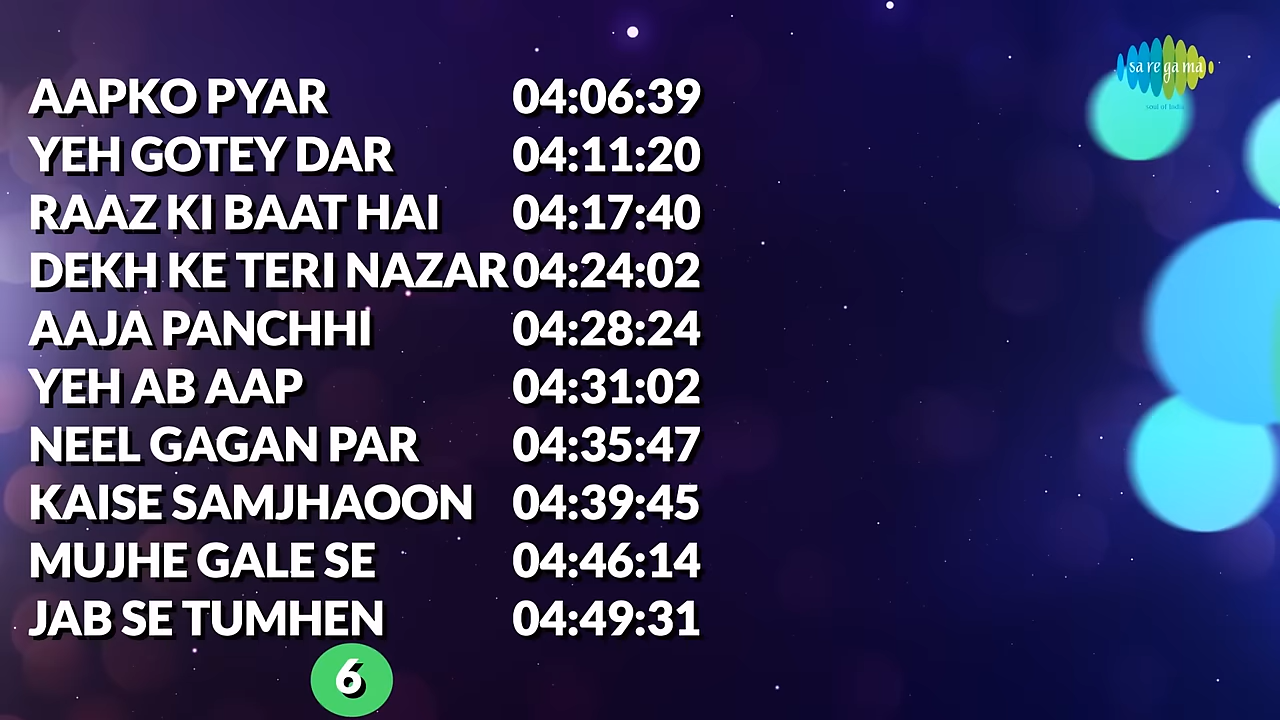 sa re ga ma
soul of India
AAPKO PYAR 04:06:39
YEH GOTEY DAR 04:11:20
RAAZ KI BAAT HAI 04:17:40
DEKH KE TERI NAZAR 04:24:02
AAJA PANCHHI 04:28:24
YEH AB AAP 04:31:02
NEEL GAGAN PAR 04:35:47
KAISE SAMJHAOON 04:39:45
MUJHE GALE SE 04:46:14
JAB SE TUMHEN 04:49:31
6